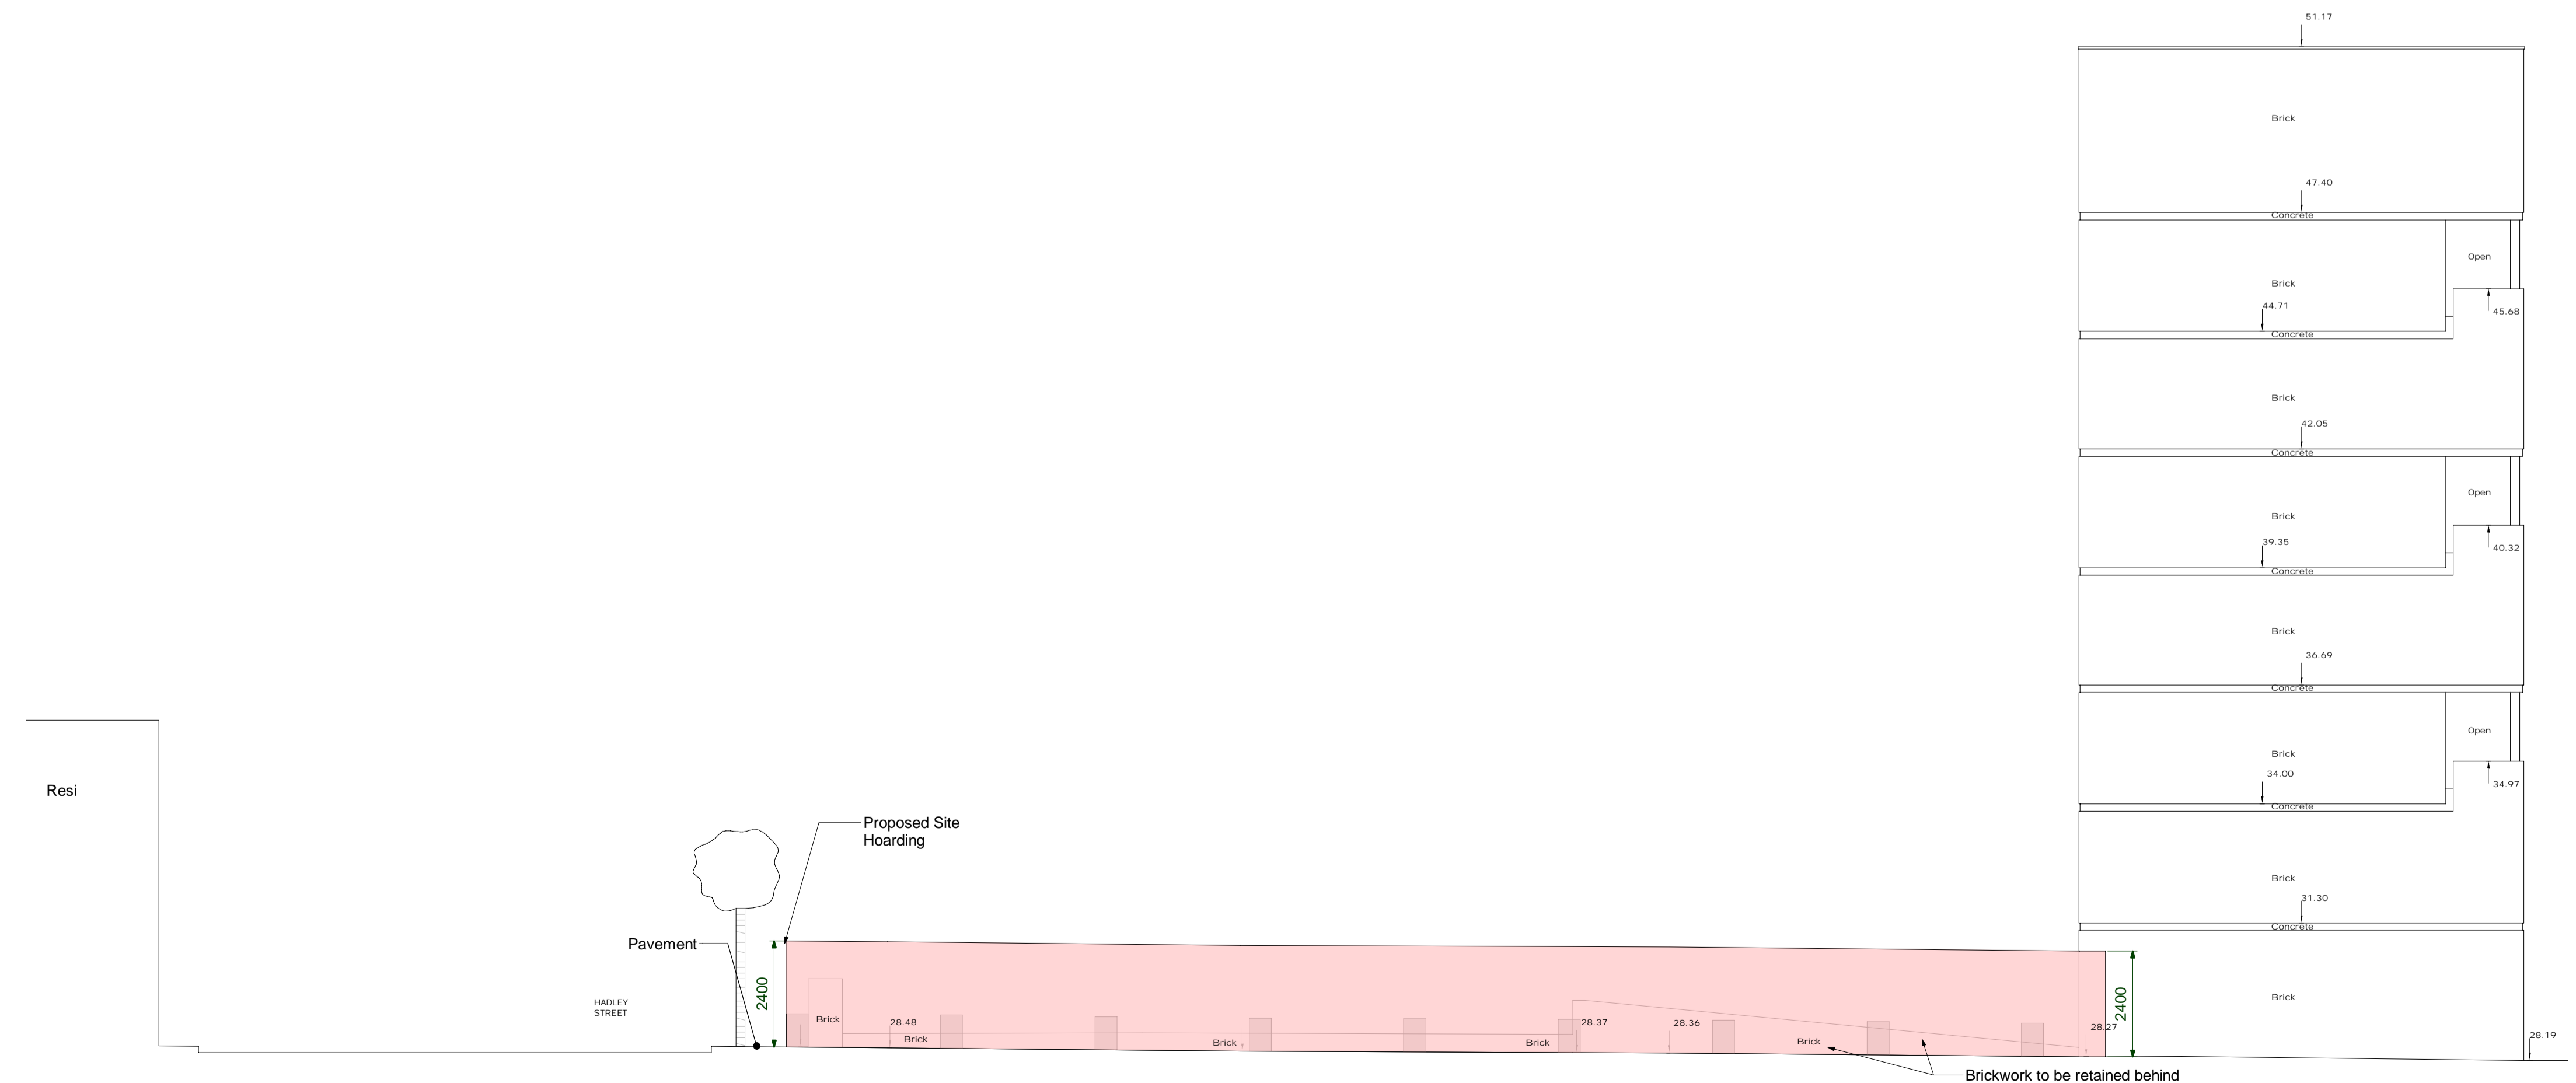 51.17
Brick
47.40
Concrete
Open
Brick
44.71
45.68
Concrete
Brick
42.05
Concrete
Open
Brick
39.35
40.32
Concrete
Brick
36.69
Concrete
Open
Brick
34.00
34.97
Concrete
Brick
31.30
Concrete
Brick
Resi
Proposed Site
Hoarding
Pavement
HADLEY
STREET
2400
Brick
28.48
Brick
Brick
Brick
28.37
28.36
Brick
28.27
2400
28.19
Brickwork to be retained behind